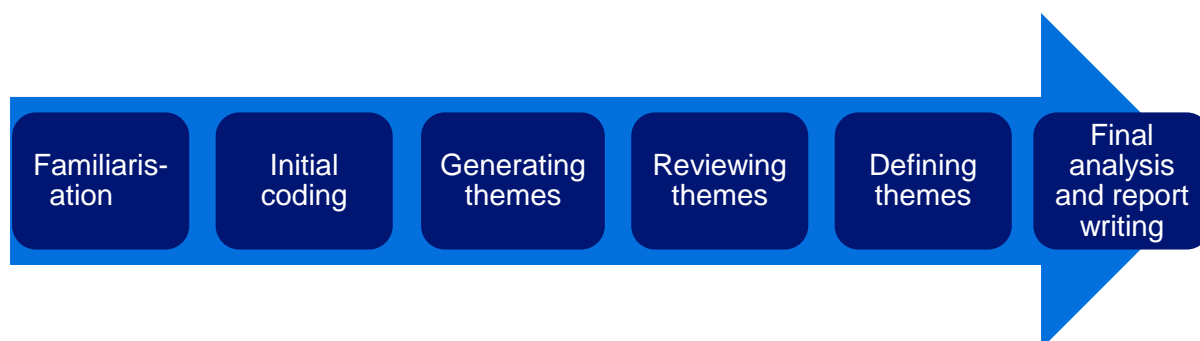 Familiaris-
ation
Initial
coding
Generating
themes
Reviewing
themes
Defining
themes
Final
analysis
and report
writing